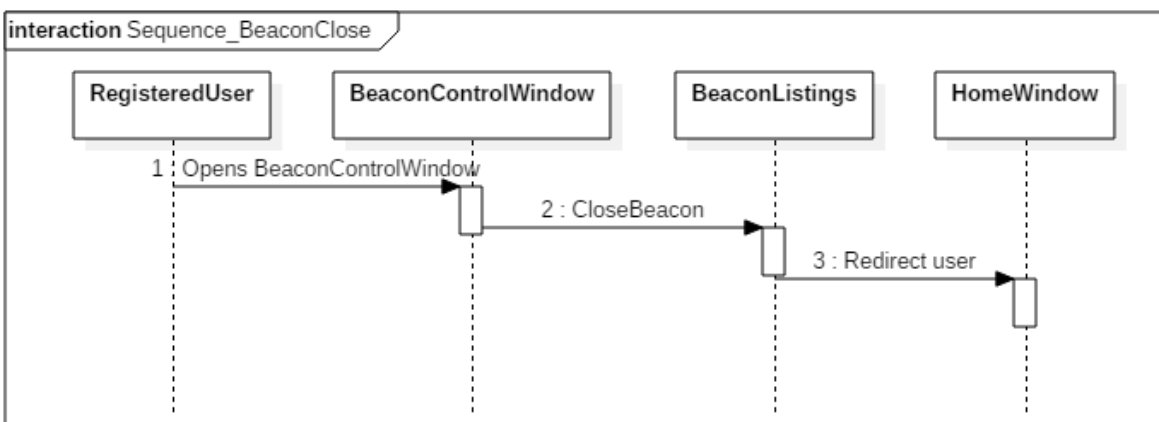 interaction Sequence_BeaconClose
RegisteredUser
BeaconControlWindow
BeaconListings
HomeWindow
1 : Opens BeaconControlWindow
2 : CloseBeacon
3 : Redirect user